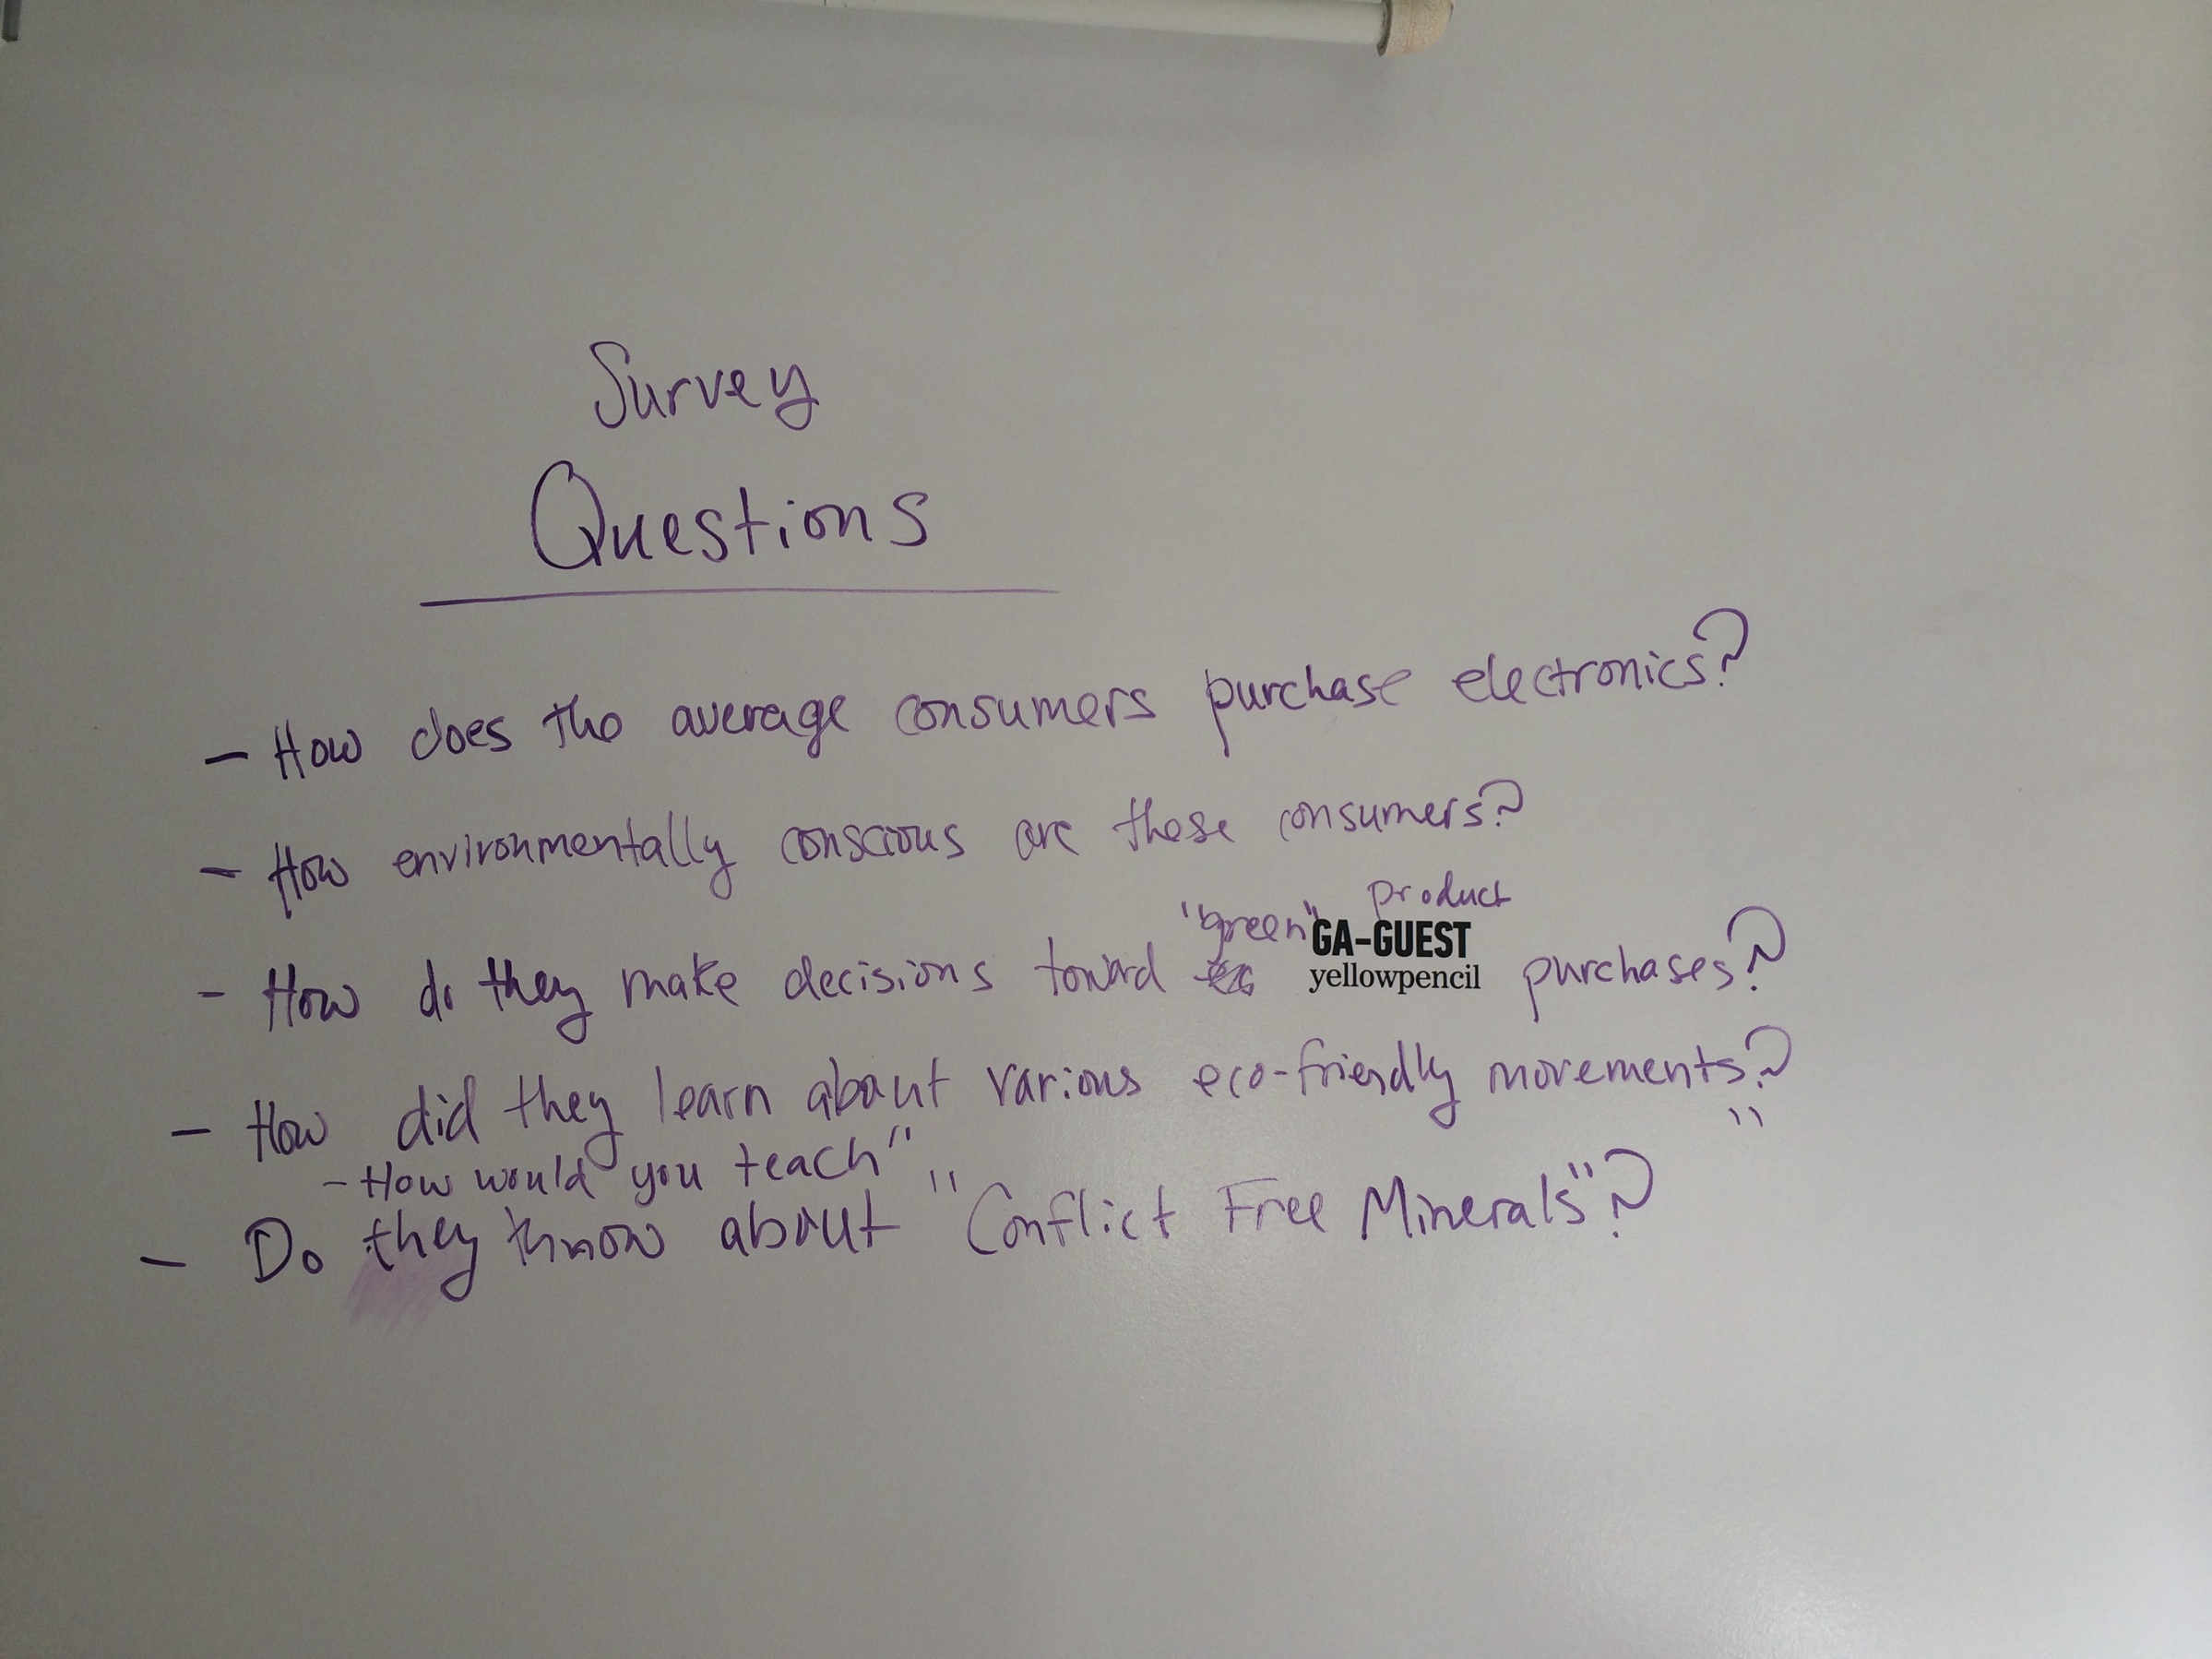 Survey
Questions
- How does the average consumers purchase electronics?
- How environmentally conscious are these consumers?
"green" product
- How do they make decisions toward GA-GUEST purchases?
yellowpencil
- How did they learn about various eco-friendly movements?
- How would you teach" "
- Do they know about "Conflict Free Minerals"?